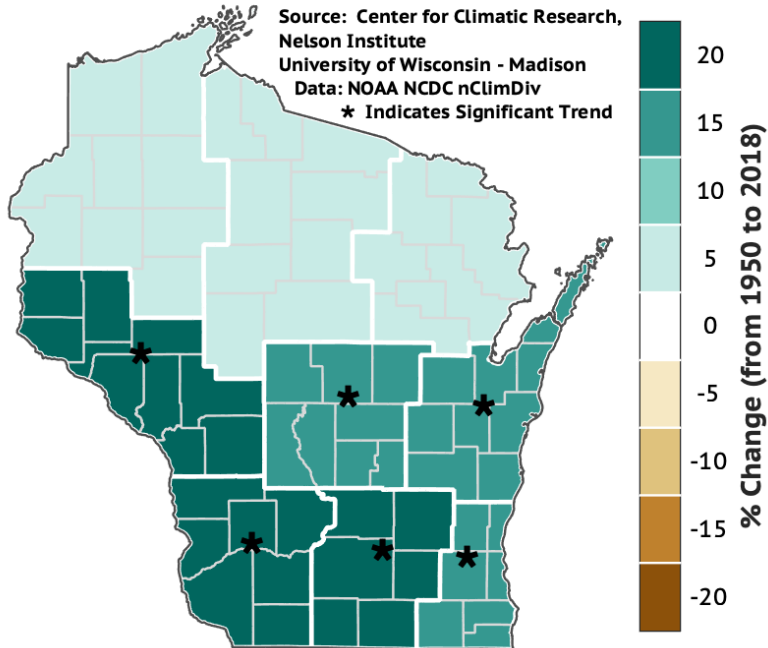 Source: Center for Climatic Research,
Nelson Institute
University of Wisconsin - Madison
Data: NOAA NCDC nClimDiv
* Indicates Significant Trend
20
15
10
5
0
-5
-10
-15
-20
% Change (from 1950 to 2018)